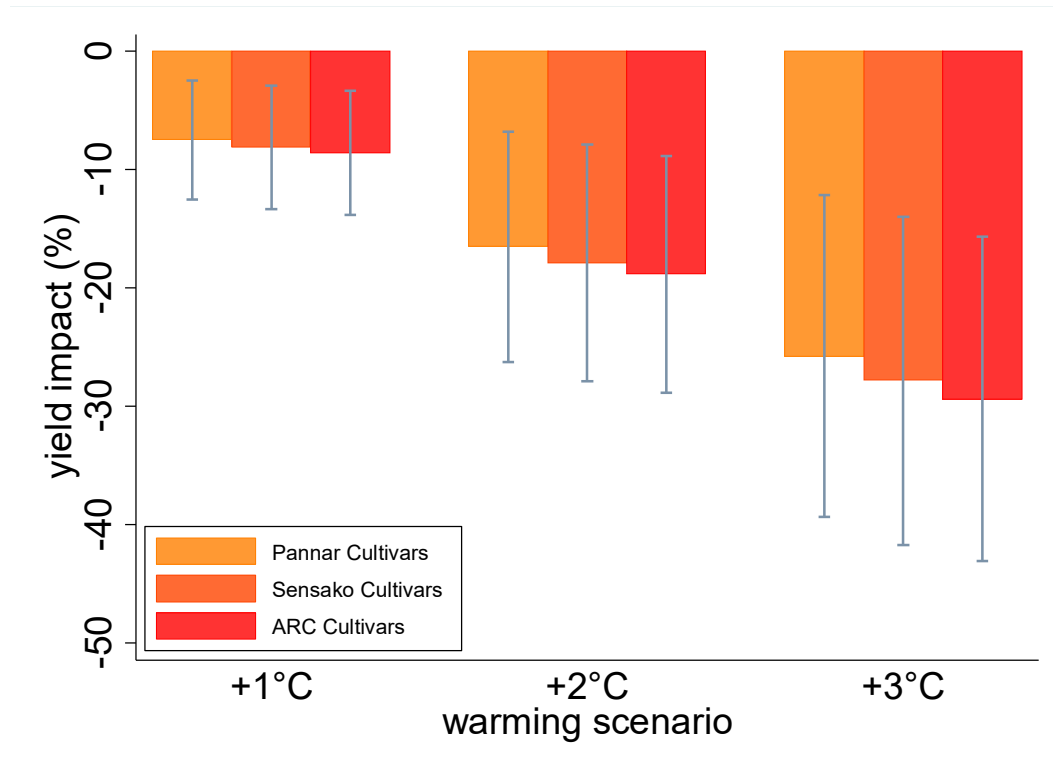 yield impact (%)
0
-10
-20
-30
-40
-50
Pannar Cultivars
Sensako Cultivars
ARC Cultivars
+1°C +2°C +3°C
warming scenario